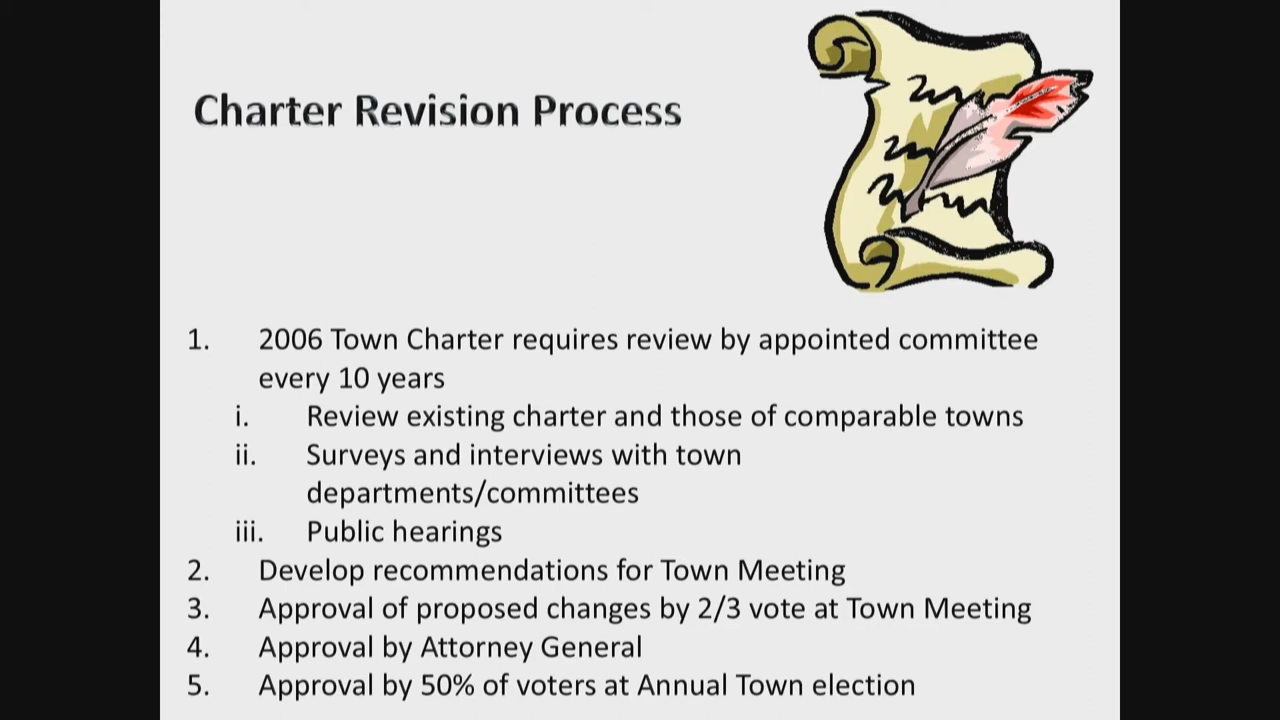 Charter Revision Process
1. 2006 Town Charter requires review by appointed committee
every 10 years
i. Review existing charter and those of comparable towns
ii. Surveys and interviews with town
departments/committees
iii. Public hearings
2. Develop recommendations for Town Meeting
3. Approval of proposed changes by 2/3 vote at Town Meeting
4. Approval by Attorney General
5. Approval by 50% of voters at Annual Town election